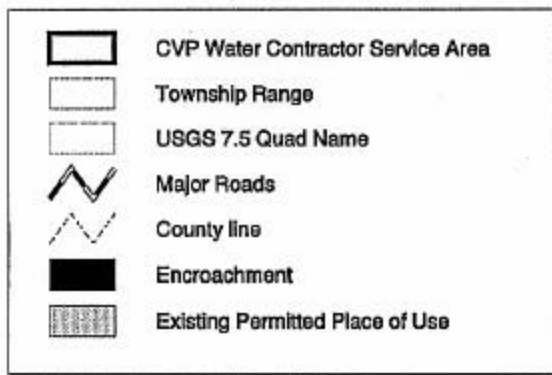 CVP Water Contractor Service Area
Township Range
USGS 7.5 Quad Name
Major Roads
County line
Encroachment
Existing Permitted Place of Use